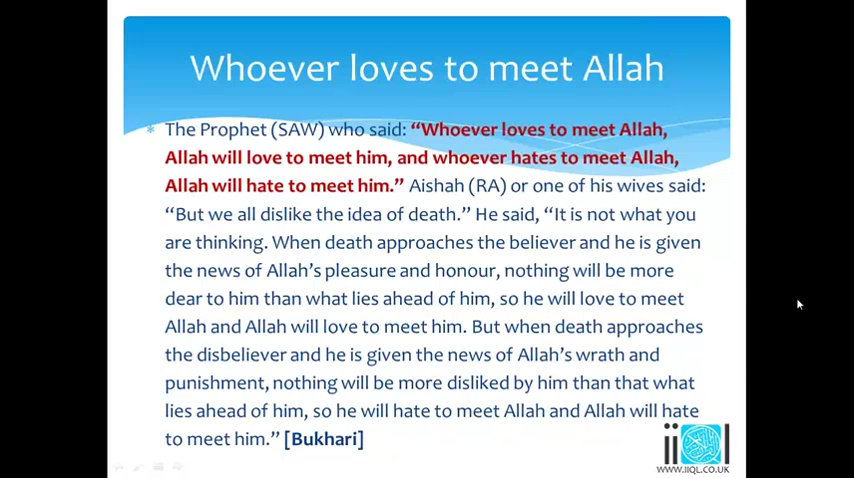 Whoever loves to meet Allah
* The Prophet (SAW) who said: “Whoever loves to meet Allah,
Allah will love to meet him, and whoever hates to meet Allah,
Allah will hate to meet him.” Aishah (RA) or one of his wives said:
“But we all dislike the idea of death.” He said, “It is not what you
are thinking. When death approaches the believer and he is given
the news of Allah’s pleasure and honour, nothing will be more
dear to him than what lies ahead of him, so he will love to meet
Allah and Allah will love to meet him. But when death approaches
the disbeliever and he is given the news of Allah’s wrath and
punishment, nothing will be more disliked by him than that what
lies ahead of him, so he will hate to meet Allah and Allah will hate
to meet him.” [Bukhari]
iiql
WWW.IIQL.CO.UK